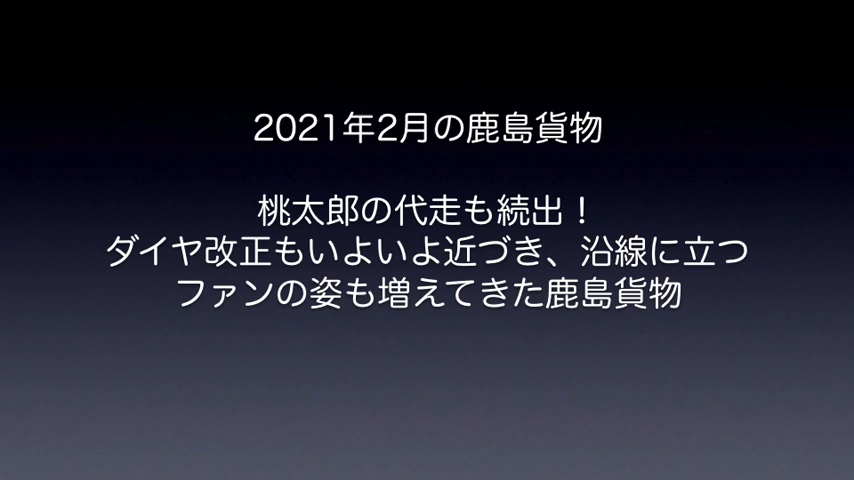 2021年2月の鹿島貨物
桃太郎の代走も続出！
ダイヤ改正もいよいよ近づき、沿線に立つ
ファンの姿も増えてきた鹿島貨物